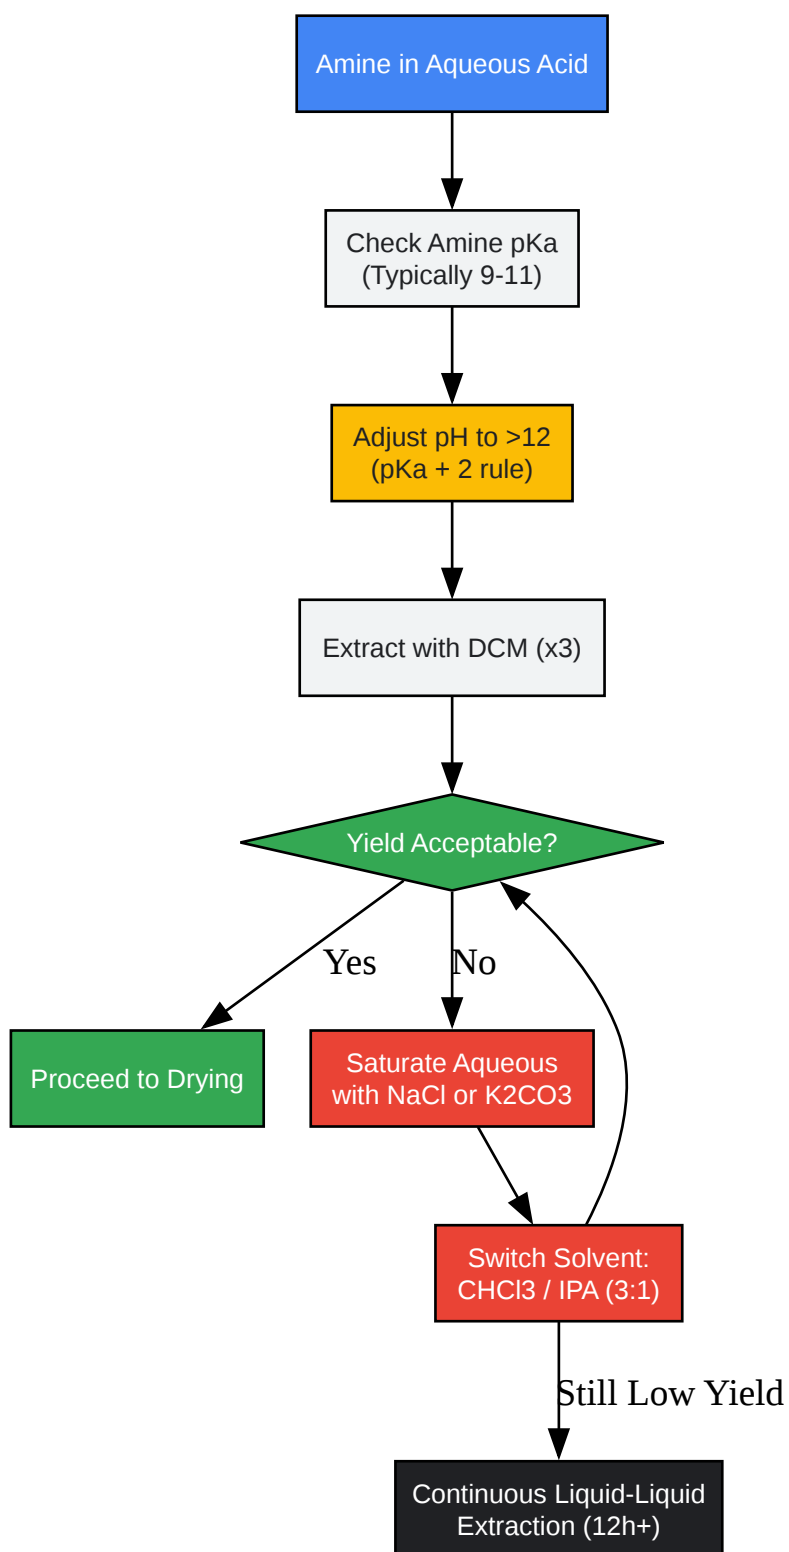 Amine in Aqueous Acid
Check Amine pKa
(Typically 9-11)
Adjust pH to >12
(pKa + 2 rule)
Extract with DCM (x3)
Yield Acceptable?
Yes
No
Proceed to Drying
Saturate Aqueous
with NaCl or K2CO3
Switch Solvent:
CHCl3 / IPA (3:1)
Still Low Yield
Continuous Liquid-Liquid
Extraction (12h+)